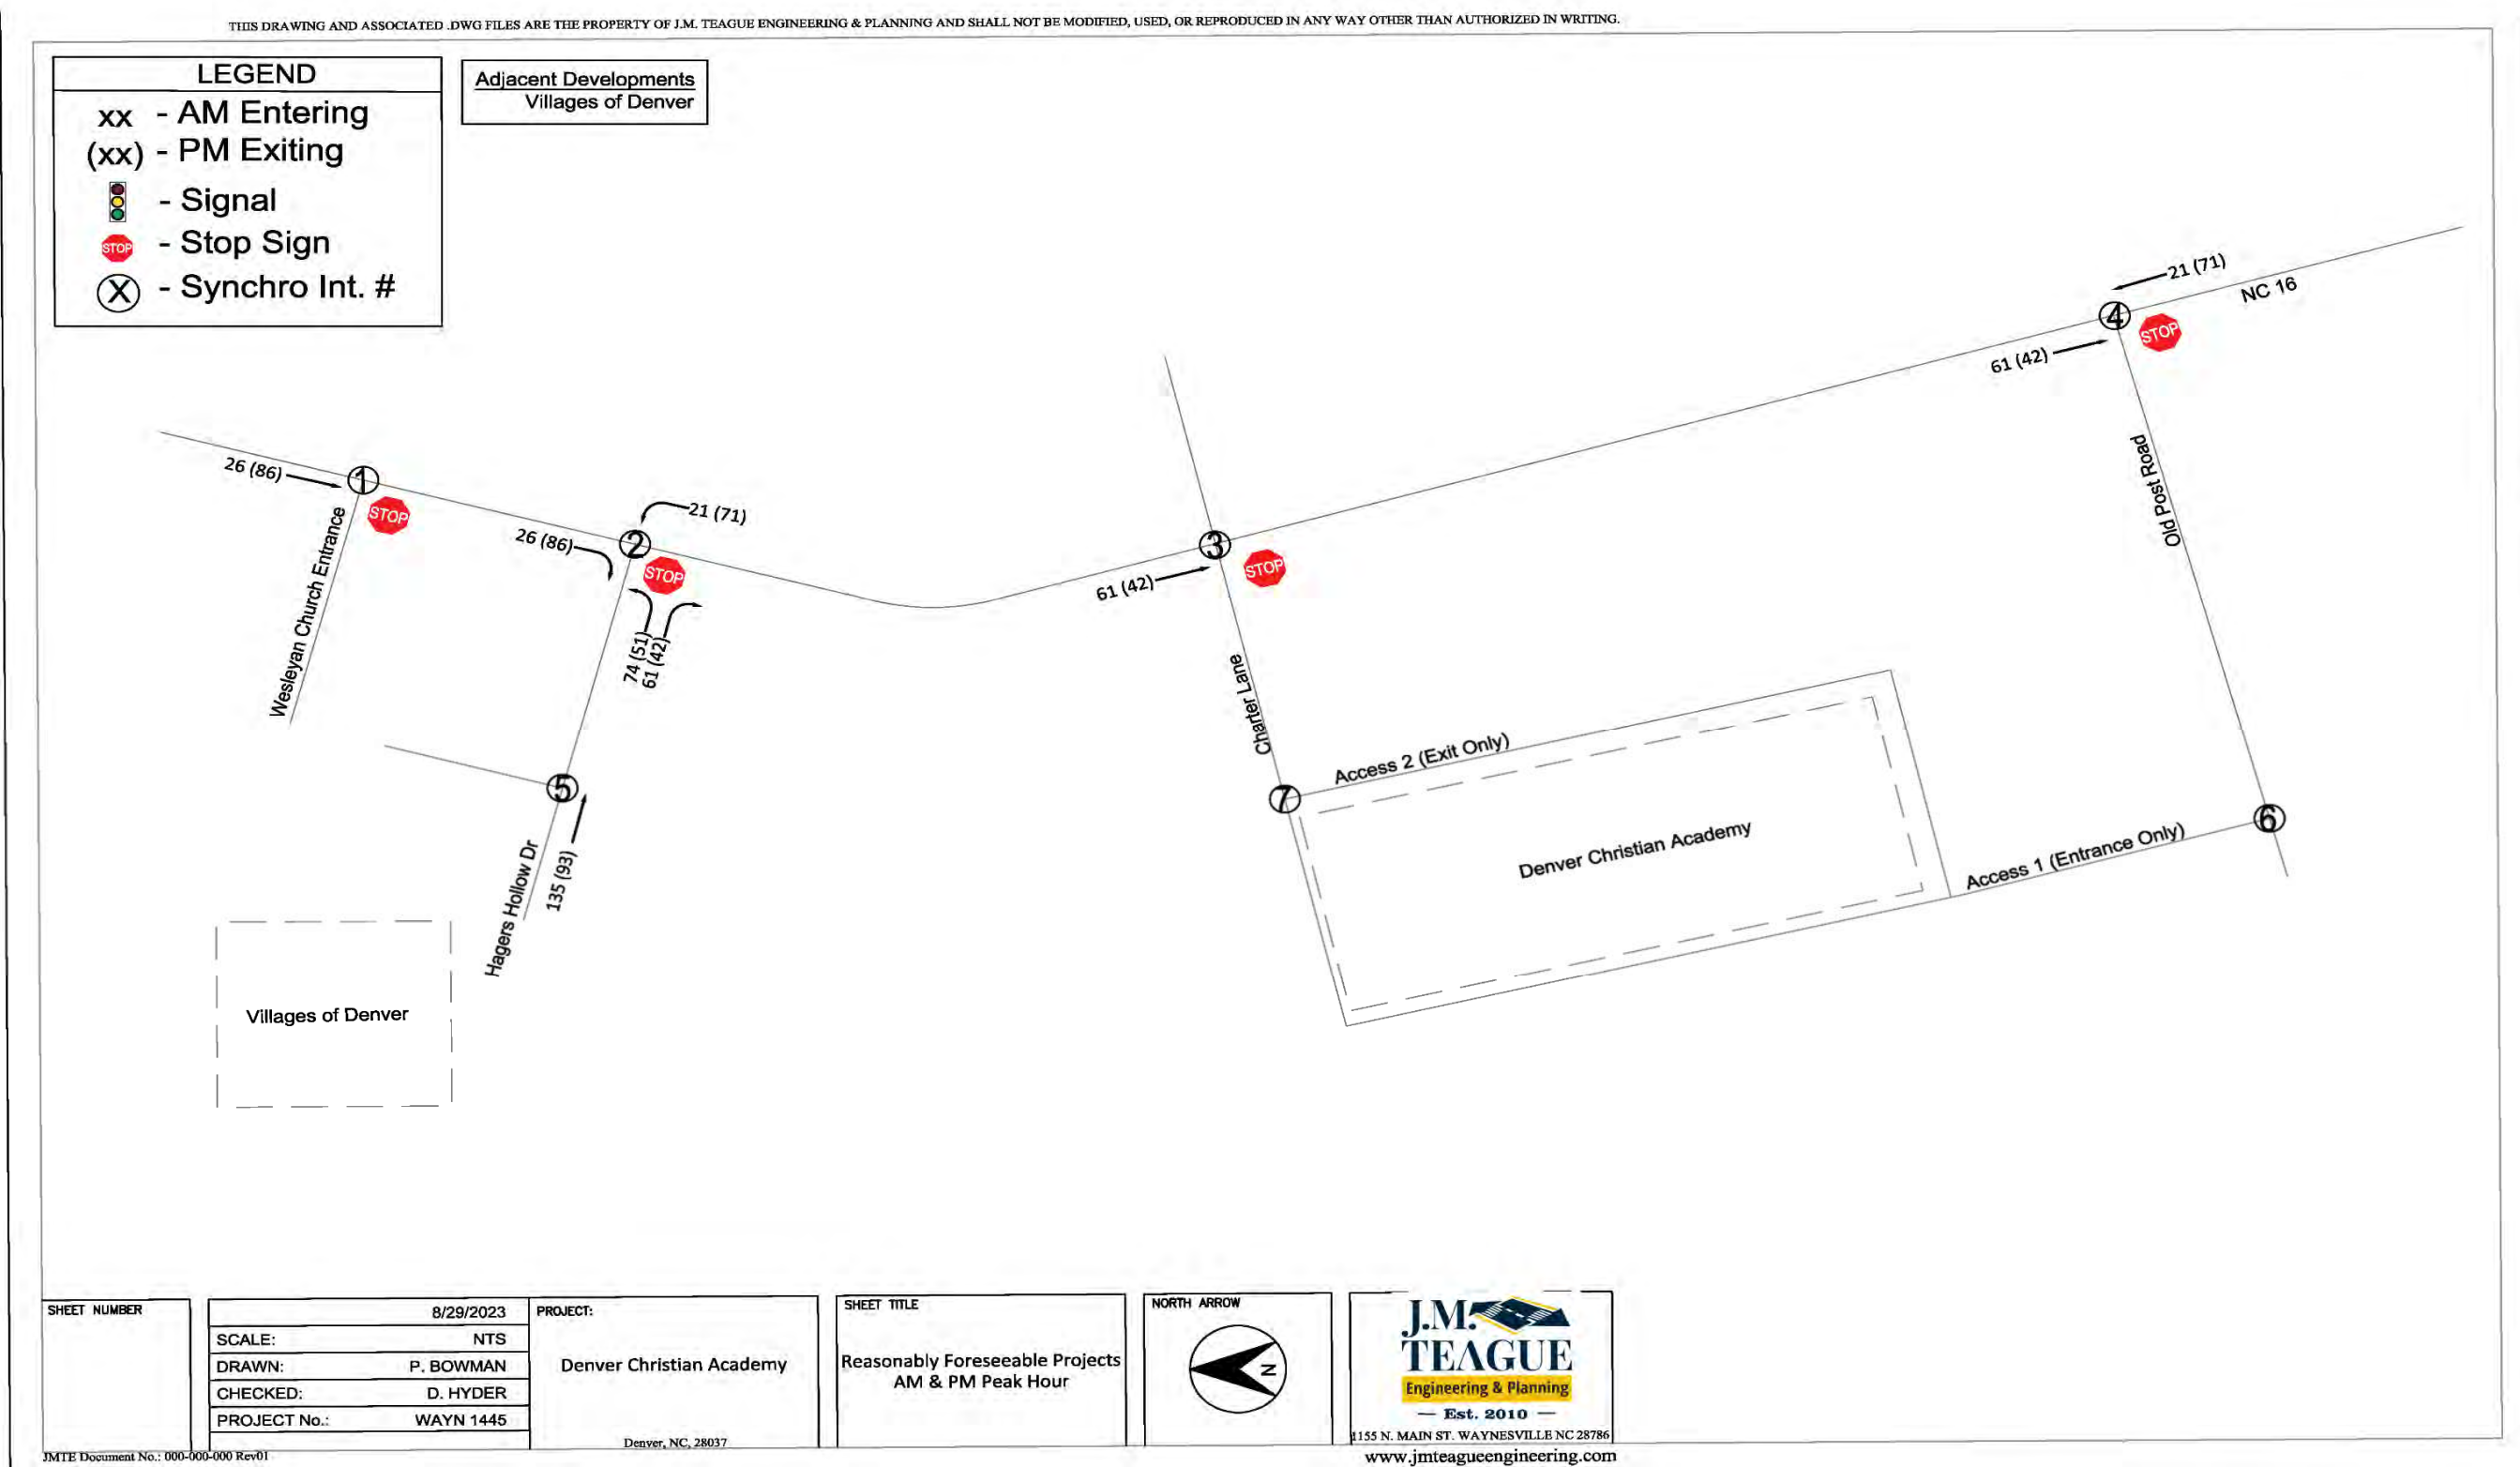 THIS DRAWING AND ASSOCIATED .DWG FILES ARE THE PROPERTY OF J.M. TEAGUE ENGINEERING & PLANNING AND SHALL NOT BE MODIFIED, USED, OR REPRODUCED IN ANY WAY OTHER THAN AUTHORIZED IN WRITING.
LEGEND
xx - AM Entering
(xx) - PM Exiting
- Signal
STOP - Stop Sign
X - Synchro Int. #
Adjacent Developments
Villages of Denver
21 (71)
NC 16
4
STOP
61 (42)
Old Post Road
26 (86)
1
STOP
Wesleyan Church Entrance
26 (86)
2
21 (71)
STOP
74 (51)
61 (42)
3
STOP
61 (42)
Charter Lane
5
135 (93)
Hagers Hollow Dr
7
Access 2 (Exit Only)
Denver Christian Academy
Access 1 (Entrance Only)
6
Villages of Denver
SHEET NUMBER
8/29/2023
SCALE: NTS
DRAWN: P. BOWMAN
CHECKED: D. HYDER
PROJECT No.: WAYN 1445
PROJECT:
Denver Christian Academy
Denver, NC, 28037
SHEET TITLE
Reasonably Foreseeable Projects
AM & PM Peak Hour
NORTH ARROW
N
J.M.
TEAGUE
Engineering & Planning
— Est. 2010 —
1155 N. MAIN ST. WAYNESVILLE NC 28786
www.jmteagueengineering.com
JMTE Document No.: 000-000-000 Rev01